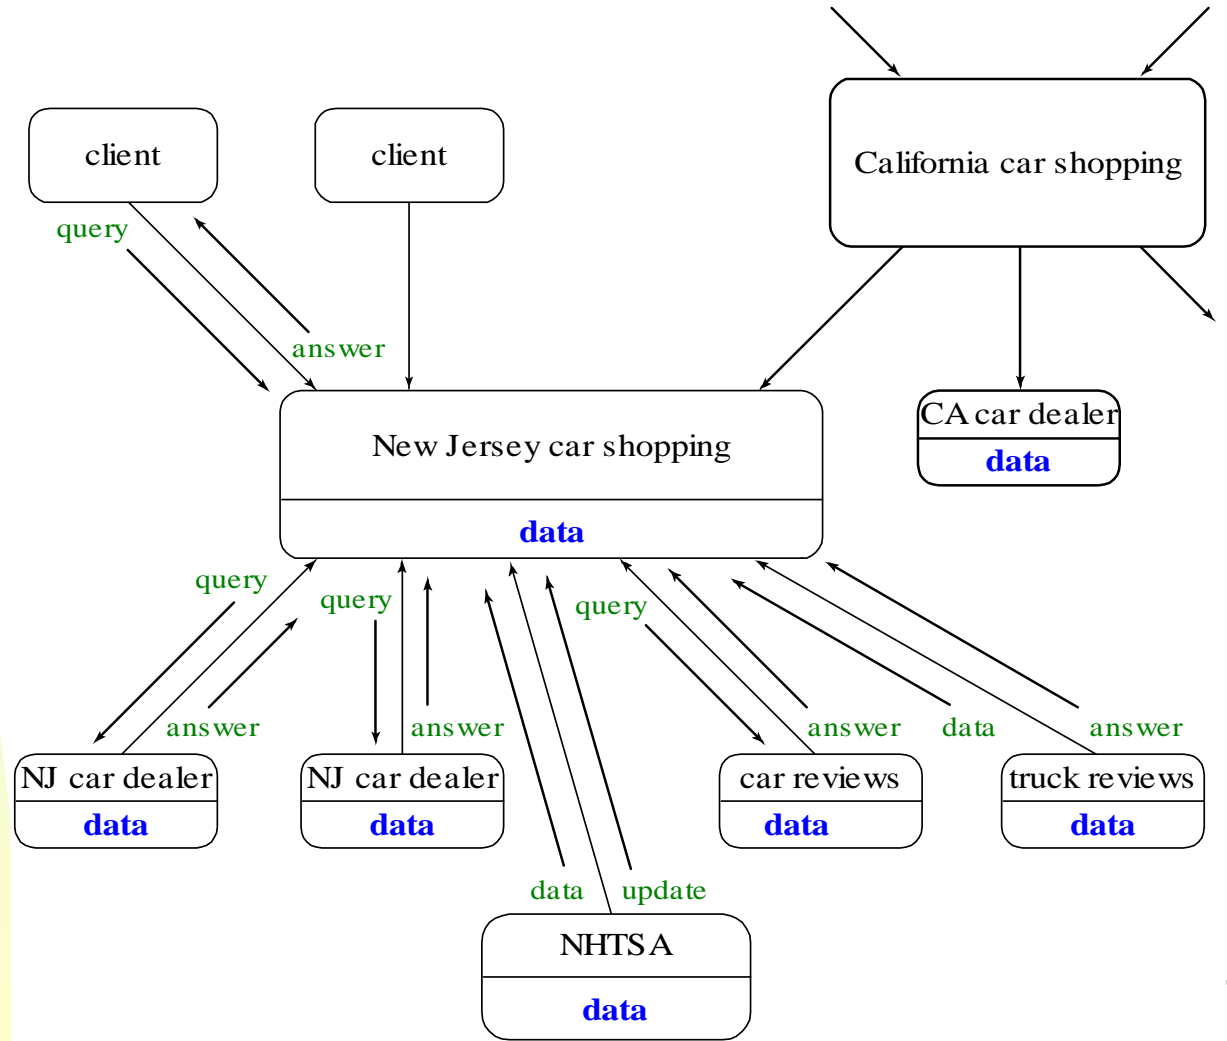 client
client
California car shopping
query
answer
New Jersey car shopping
data
CA car dealer
data
query
query
query
answer
answer
answer
data
answer
NJ car dealer
data
NJ car dealer
data
car reviews
data
truck reviews
data
data
update
NHTSA
data